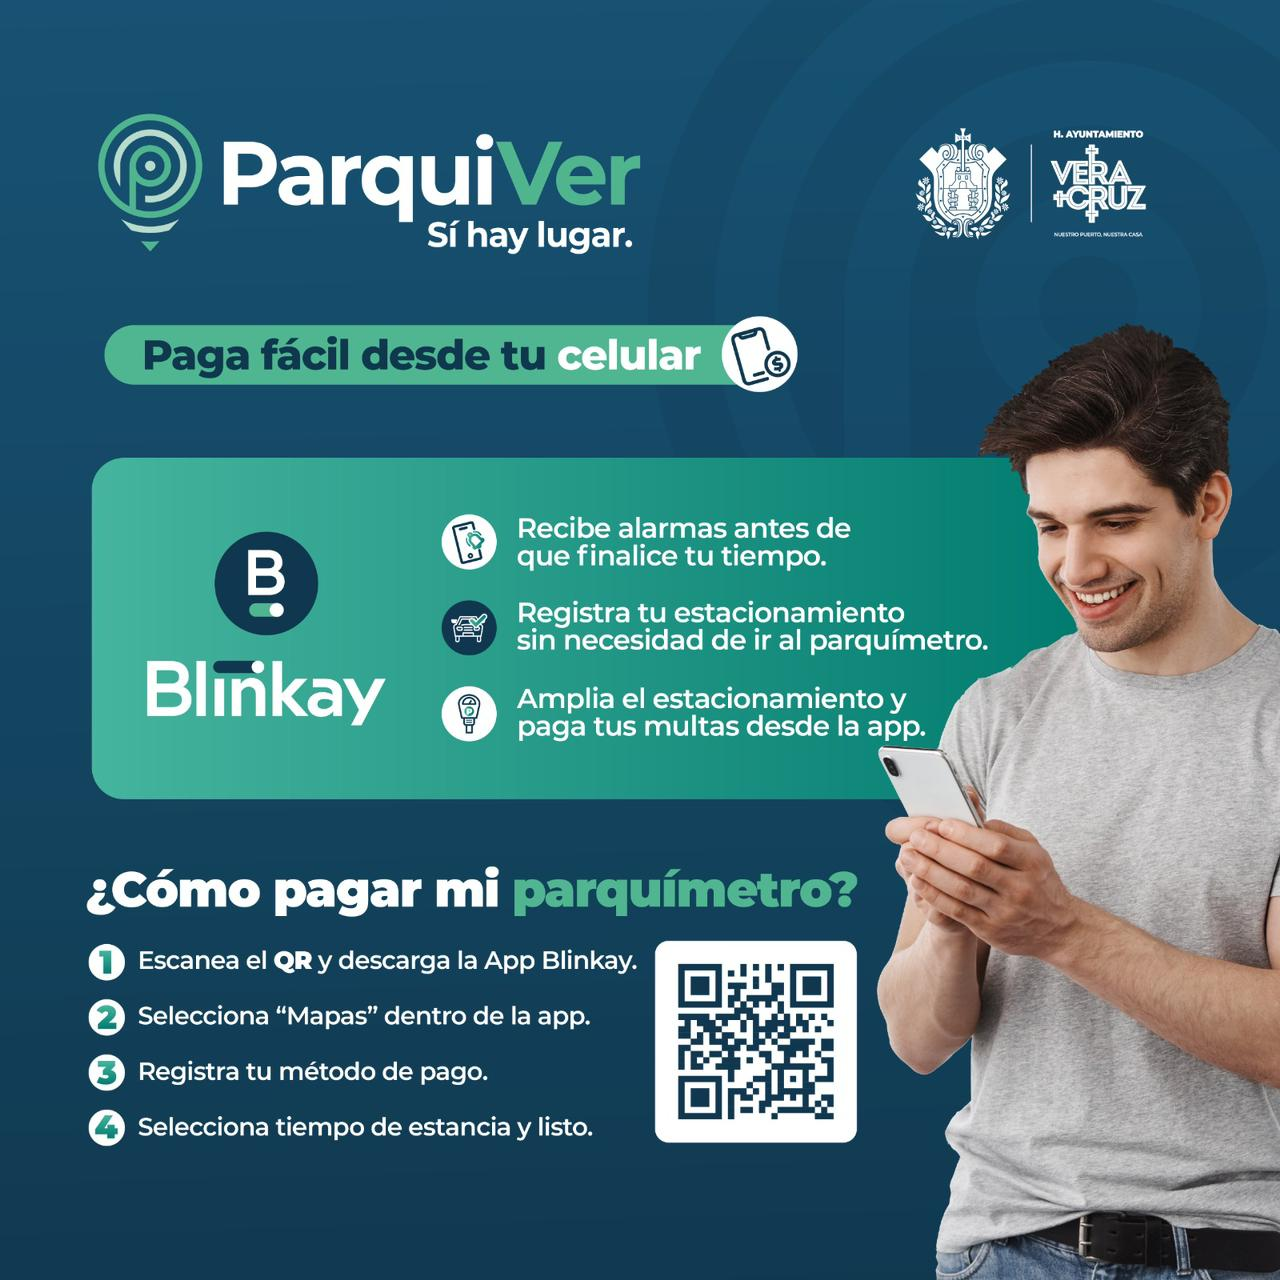 ParquiVer
Sí hay lugar.
H. AYUNTAMIENTO
VERA
CRUZ
NUESTRO PUERTO, NUESTRA CASA
Paga fácil desde tu celular
B
Blinkay
Recibe alarmas antes de
que finalice tu tiempo.
Registra tu estacionamiento
sin necesidad de ir al parquímetro.
Amplia el estacionamiento y
paga tus multas desde la app.
¿Cómo pagar mi parquímetro?
1 Escanea el QR y descarga la App Blinkay.
2 Selecciona “Mapas” dentro de la app.
3 Registra tu método de pago.
4 Selecciona tiempo de estancia y listo.